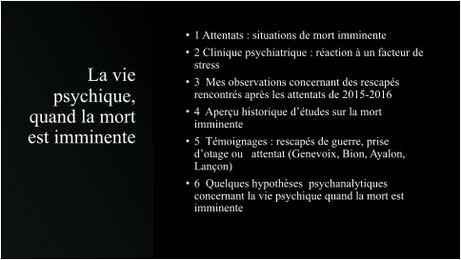 La vie
psychique,
quand la mort
est imminente
• 1 Attentats : situations de mort imminente
• 2 Clinique psychiatrique : réaction à un facteur de
stress
• 3 Mes observations concernant des rescapés
rencontrés après les attentats de 2015-2016
• 4 Aperçu historique d'études sur la mort
imminente
• 5 Témoignages : rescapés de guerre, prise
d'otage ou attentat (Genevoix, Bion, Ayalon,
Lançon)
• 6 Quelques hypothèses psychanalytiques
concernant la vie psychique quand la mort est
imminente